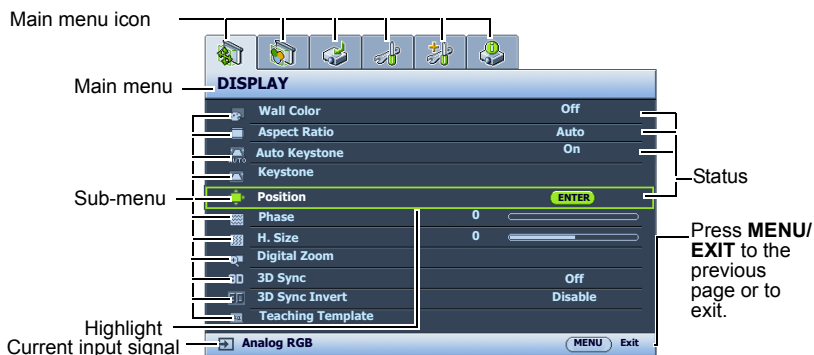 Main menu icon
Main menu
DISPLAY
Wall Color Off
Aspect Ratio Auto
AUTO Auto Keystone On
Keystone
Status
Sub-menu
Position ENTER
Phase 0
H. Size 0
Press MENU/
EXIT to the
previous
page or to
exit.
Digital Zoom
3D 3D Sync Off
3D Sync Invert Disable
Teaching Template
Highlight
Current input signal
Analog RGB MENU Exit